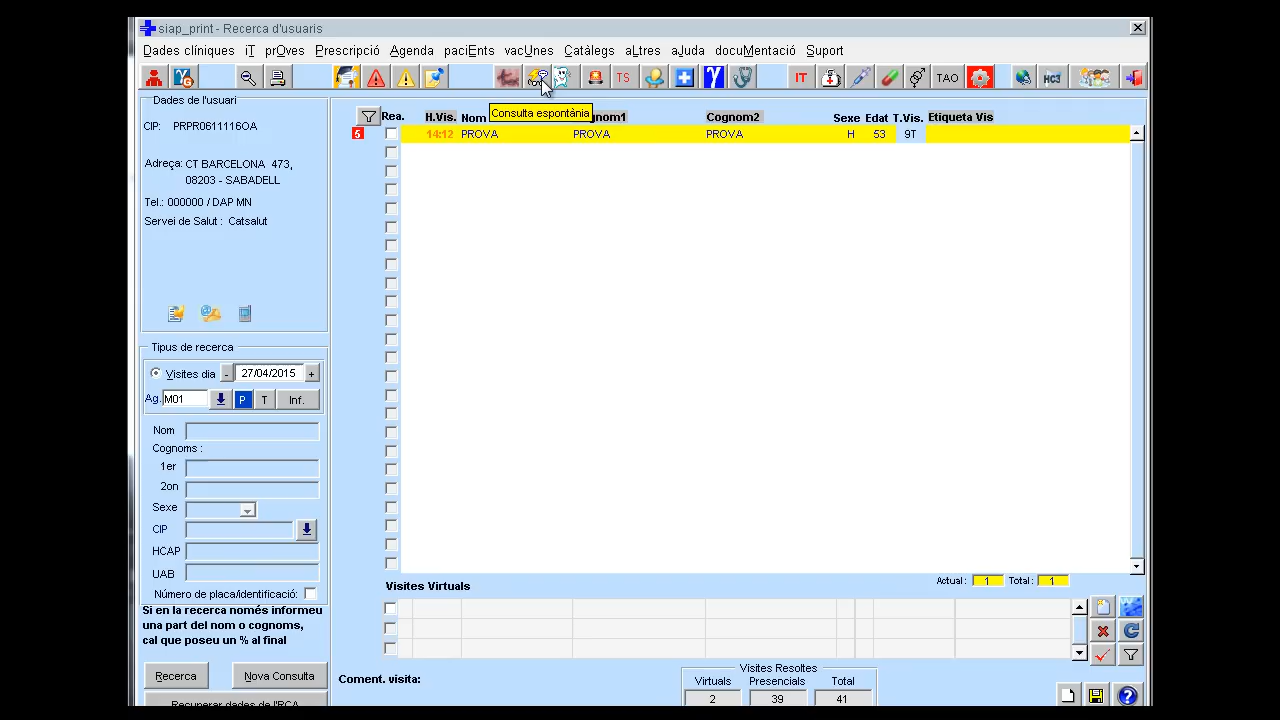 siap_print - Recerca d'usuaris
Dades clíniques iT prOves Prescripció Agenda paciEnts vacUnes Catálegs aLtres aJuda docuMentació Suport
TS IT TAO HC3
Dades de l'usuari
CIP: PRPR0611116OA
Adreça: CT BARCELONA 473,
08203 - SABADELL
Tel.: 000000 / DAP MN
Servei de Salut : Catsalut
Consulta espontània
Rea. H.Vis. Nom gnom1 Cognom2 Sexe Edat T.Vis. Etiqueta Vis
5 14:12 PROVA PROVA PROVA H 53 9T
Tipus de recerca
Visites dia - 27/04/2015 +
Ag. M01 P T Inf.
Nom
Cognoms :
1er
2on
Sexe
CIP
HCAP
UAB
Número de placa/identificació:
Si en la recerca només informeu
una part del nom o cognoms,
cal que poseu un % al final
Recerca Nova Consulta
Recuperar dades de l'RCA
Actual : 1 Total : 1
Visites Virtuals
Coment. visita:
Visites Resoltes
Virtuals Presencials Total
2 39 41